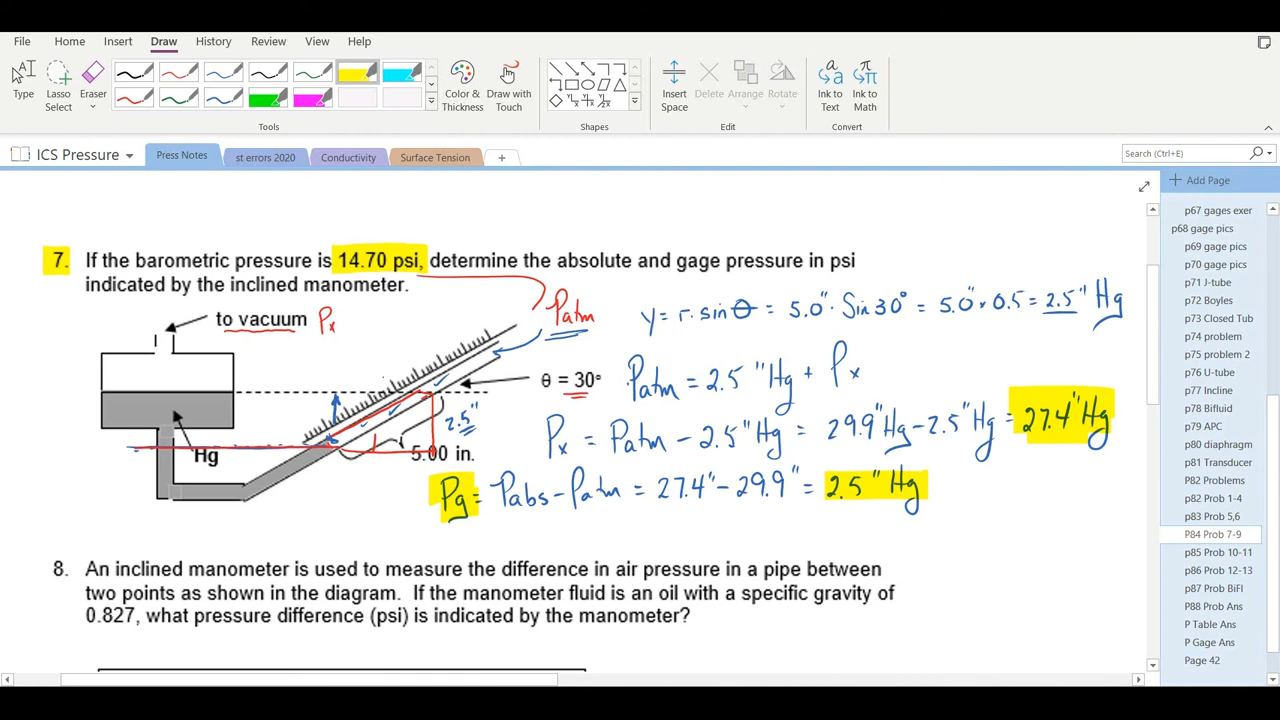 File Home Insert Draw History Review View Help
Type Lasso Select Eraser Color & Thickness Draw with Touch Insert Space Delete Arrange Rotate Ink to Text Ink to Math
Tools Shapes Edit Convert
ICS Pressure Press Notes st errors 2020 Conductivity Surface Tension + Search (Ctrl+E)
Add Page
p67 gages exer
p68 gage pics
p69 gage pics
p70 gage pics
p71 J-tube
p72 Boyles
p73 Closed Tub
p74 problem
p75 problem 2
p76 U-tube
p77 Incline
p78 Bifluid
p79 APC
p80 diaphragm
p81 Transducer
P82 Problems
p82 Prob 1-4
p83 Prob 5,6
P84 Prob 7-9
p85 Prob 10-11
p86 Prob 12-13
p87 Prob BiFl
P88 Prob Ans
P Table Ans
P Gage Ans
Page 42
7. If the barometric pressure is 14.70 psi, determine the absolute and gage pressure in psi
indicated by the inclined manometer.
to vacuum Px
Patm
y = r. sin θ = 5.0" · Sin 30° = 5.0" × 0.5 = 2.5" Hg
θ = 30°
Patm = 2.5 "Hg + Px
2.5"
Hg
5.00 in.
Px = Patm - 2.5"Hg = 29.9"Hg - 2.5"Hg = 27.4"Hg
Pg = Pabs - Patm = 27.4" - 29.9" = 2.5" Hg
8. An inclined manometer is used to measure the difference in air pressure in a pipe between
two points as shown in the diagram. If the manometer fluid is an oil with a specific gravity of
0.827, what pressure difference (psi) is indicated by the manometer?